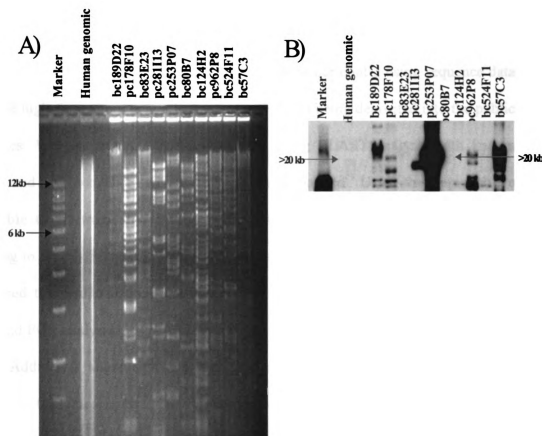 A)
Marker
Human genomic
bc189D22
pc178F10
bc83E23
pc281I13
pc253P07
bc80B7
bc124H2
pc962P8
bc524F11
bc57C3
12kb
6 kb
B)
Marker
Human genomic
bc189D22
pc178F10
bc83E23
pc281I13
pc253P07
pc80B7
bc124H2
pc962P8
bc524F11
bc57C3
>20 kb
>20 kb